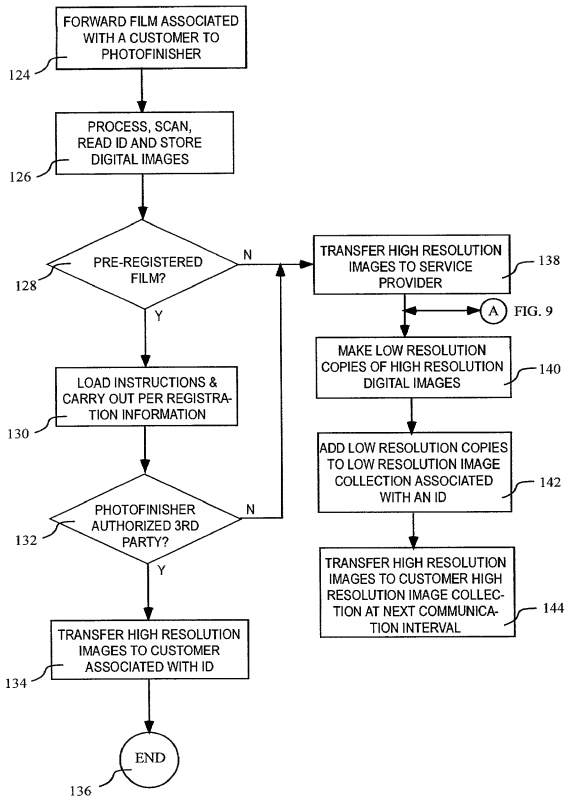 FORWARD FILM ASSOCIATED
WITH A CUSTOMER TO
PHOTOFINISHER
124
PROCESS, SCAN,
READ ID AND STORE
DIGITAL IMAGES
126
PRE-REGISTERED
FILM?
128
N
Y
LOAD INSTRUCTIONS &
CARRY OUT PER REGISTRA-
TION INFORMATION
130
PHOTOFINISHER
AUTHORIZED 3RD
PARTY?
132
N
Y
TRANSFER HIGH RESOLUTION
IMAGES TO CUSTOMER
ASSOCIATED WITH ID
134
END
136
TRANSFER HIGH RESOLUTION
IMAGES TO SERVICE
PROVIDER
138
A FIG. 9
MAKE LOW RESOLUTION
COPIES OF HIGH RESOLUTION
DIGITAL IMAGES
140
ADD LOW RESOLUTION COPIES
TO LOW RESOLUTION IMAGE
COLLECTION ASSOCIATED
WITH AN ID
142
TRANSFER HIGH RESOLUTION
IMAGES TO CUSTOMER HIGH
RESOLUTION IMAGE COLLEC-
TION AT NEXT COMMUNICA-
TION INTERVAL
144